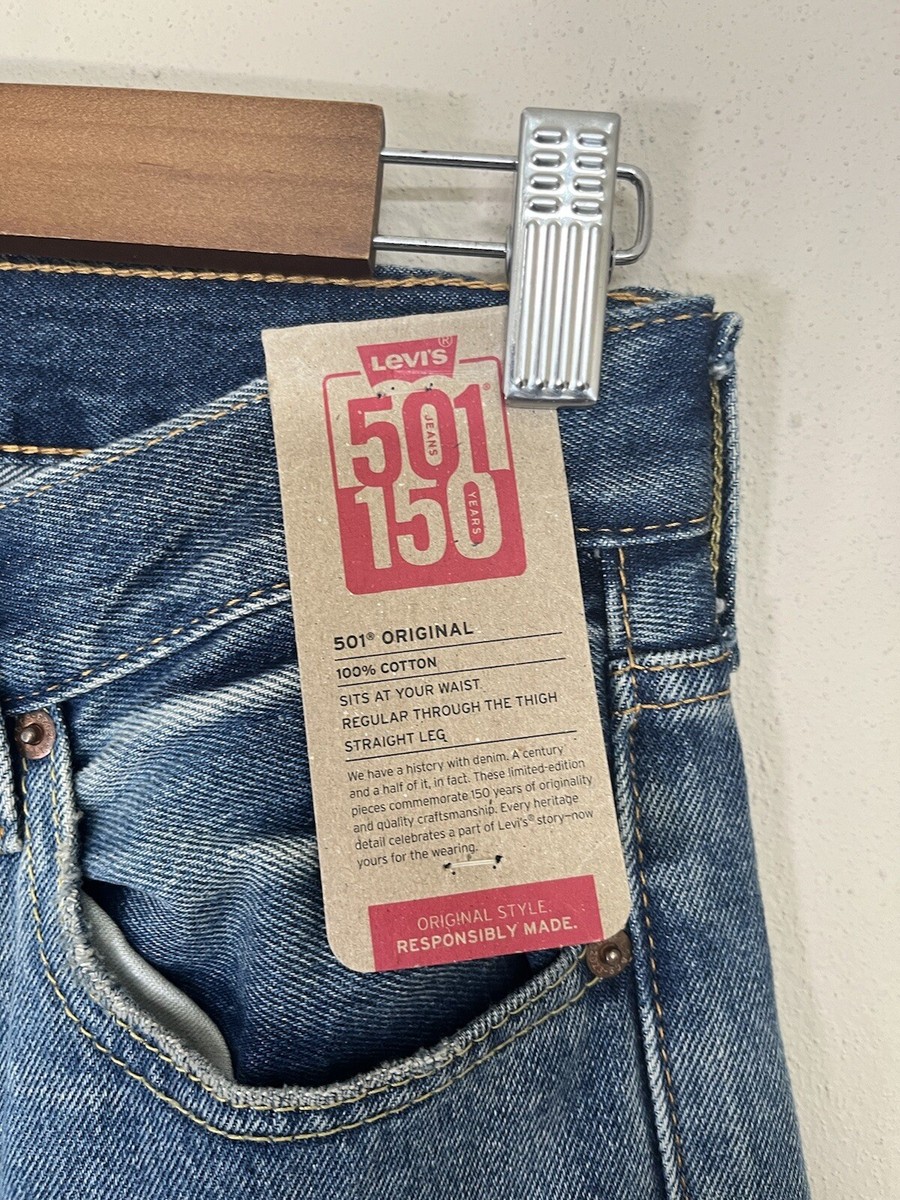 LEVI'S®
501®
JEANS
150
YEARS
501® ORIGINAL
100% COTTON
SITS AT YOUR WAIST
REGULAR THROUGH THE THIGH
STRAIGHT LEG
We have a history with denim. A century
and a half of it, in fact. These limited-edition
pieces commemorate 150 years of originality
and quality craftsmanship. Every heritage
detail celebrates a part of Levi's® story—now
yours for the wearing.
ORIGINAL STYLE.
RESPONSIBLY MADE.